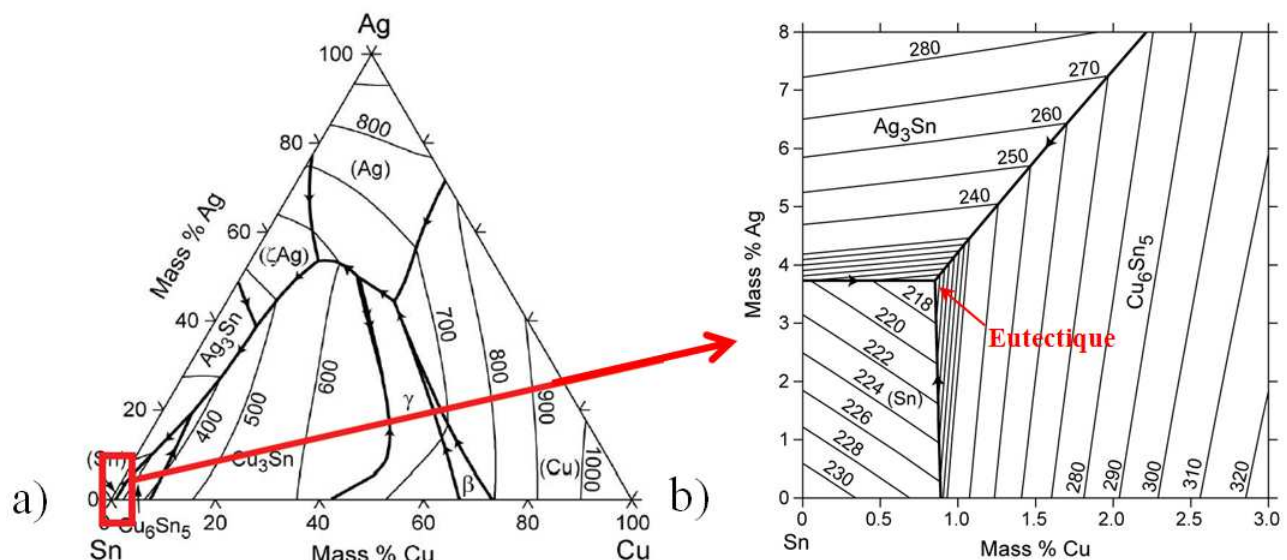 a)
Ag
100
800
80
(Ag)
60
(ζAg)
Mass % Ag
40
Ag₃Sn
700
600
800
500
900
400
20
γ
(Sn)
Cu₃Sn
(Cu)
1000
β
0
0
Cu₆Sn₅
20
40
60
80
100
Sn
Mass % Cu
Cu
b)
8
7
6
5
4
3
2
1
0
Mass % Ag
280
270
Ag₃Sn
260
250
240
218
220
Eutectique
222
224
(Sn)
226
228
230
Cu₆Sn₅
280
290
300
310
320
0
0.5
1.0
1.5
2.0
2.5
3.0
Sn
Mass % Cu